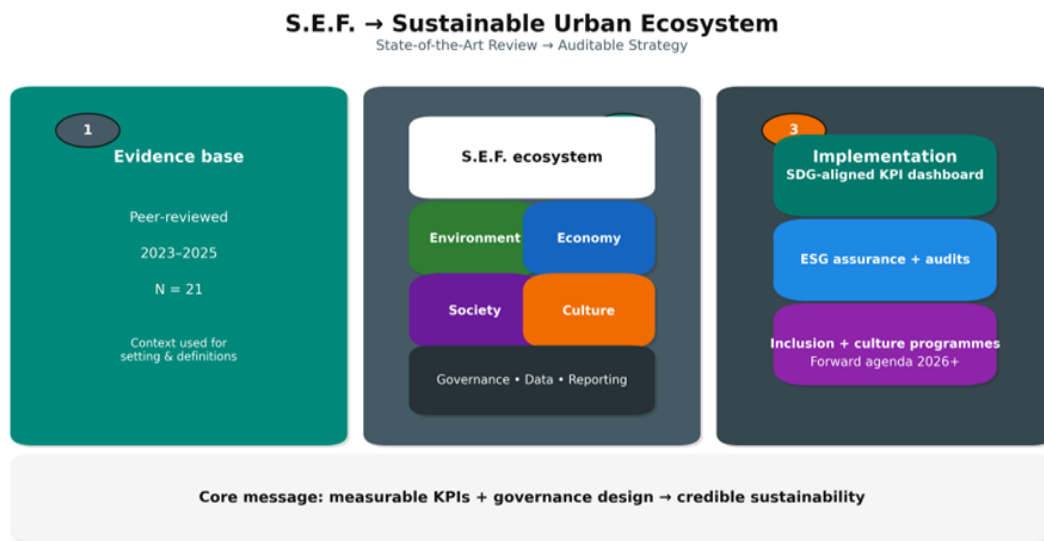 S.E.F. → Sustainable Urban Ecosystem
State-of-the-Art Review → Auditable Strategy
1
Evidence base
Peer-reviewed
2023–2025
N = 21
Context used for
setting & definitions
S.E.F. ecosystem
Environment
Economy
Society
Culture
Governance • Data • Reporting
3
Implementation
SDG-aligned KPI dashboard
ESG assurance + audits
Inclusion + culture programmes
Forward agenda 2026+
Core message: measurable KPIs + governance design → credible sustainability